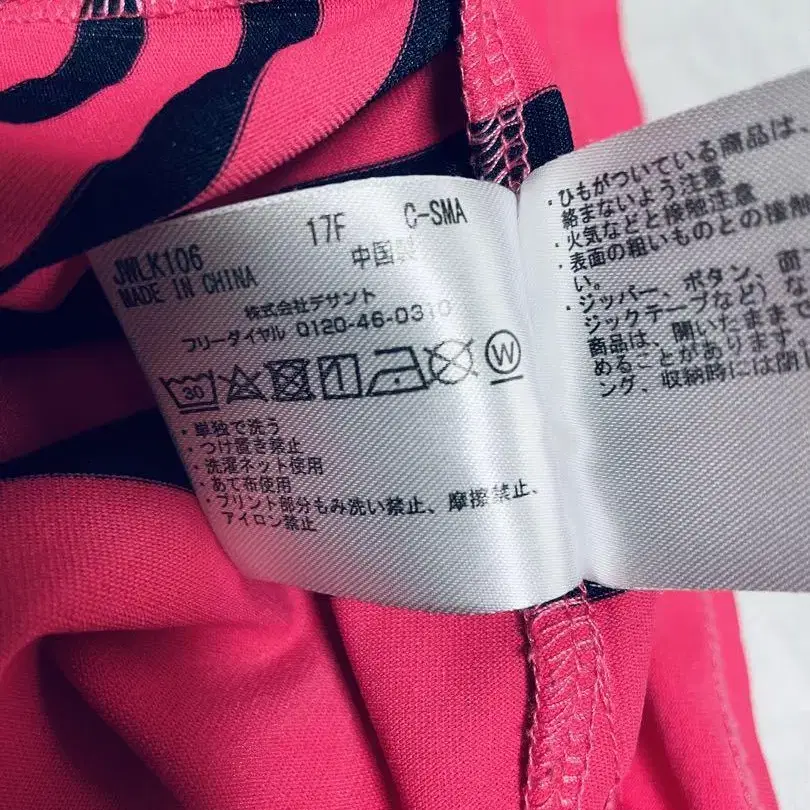 JWLK106 17F C-SMA
MADE IN CHINA 中国製
株式会社デサント
フリーダイヤル 0120-46-0310
30 W
・単独で洗う
・つけ置き禁止
・洗濯ネット使用
・あて布使用
・プリント部分もみ洗い禁止、摩擦禁止、
アイロン禁止
・ひもがついている商品は、
絡まないよう注意
・火気などと接触注意
・表面の粗いものとの接触
い。
・ジッパー、ボタン、面
ジックテープなど)な
商品は、開いたままで
めることがあります。
ング、収納時には閉じ